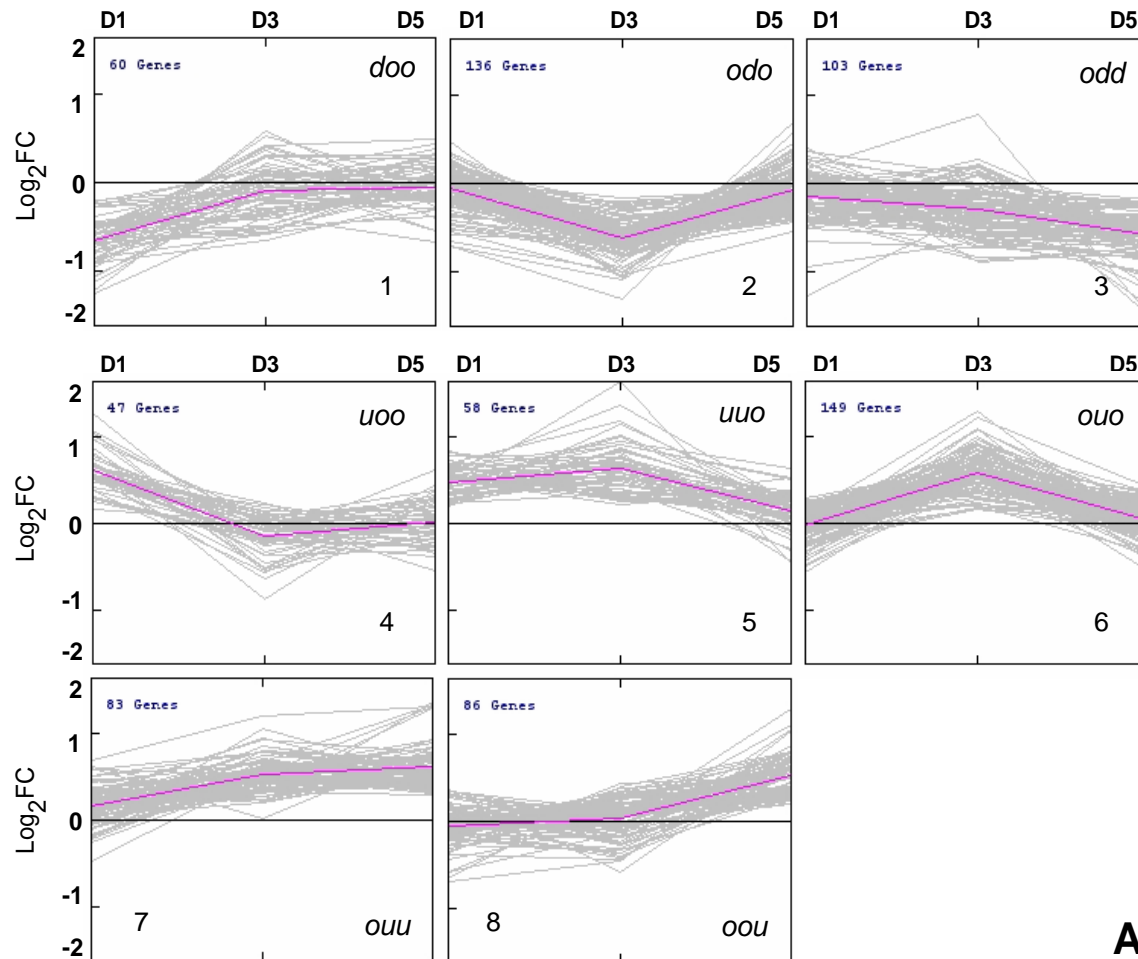 D1 D3 D5 D1 D3 D5 D1 D3 D5
2 60 Genes doo 136 Genes odo 103 Genes odd
1
Log2FC
0
-1
1 2 3
-2
D1 D3 D5 D1 D3 D5 D1 D3 D5
2 47 Genes uoo 58 Genes uuo 149 Genes ouo
1
Log2FC
0
-1
4 5 6
-2
2 83 Genes 86 Genes
1
Log2FC
0
-1
7 ouu 8 oou
-2
A